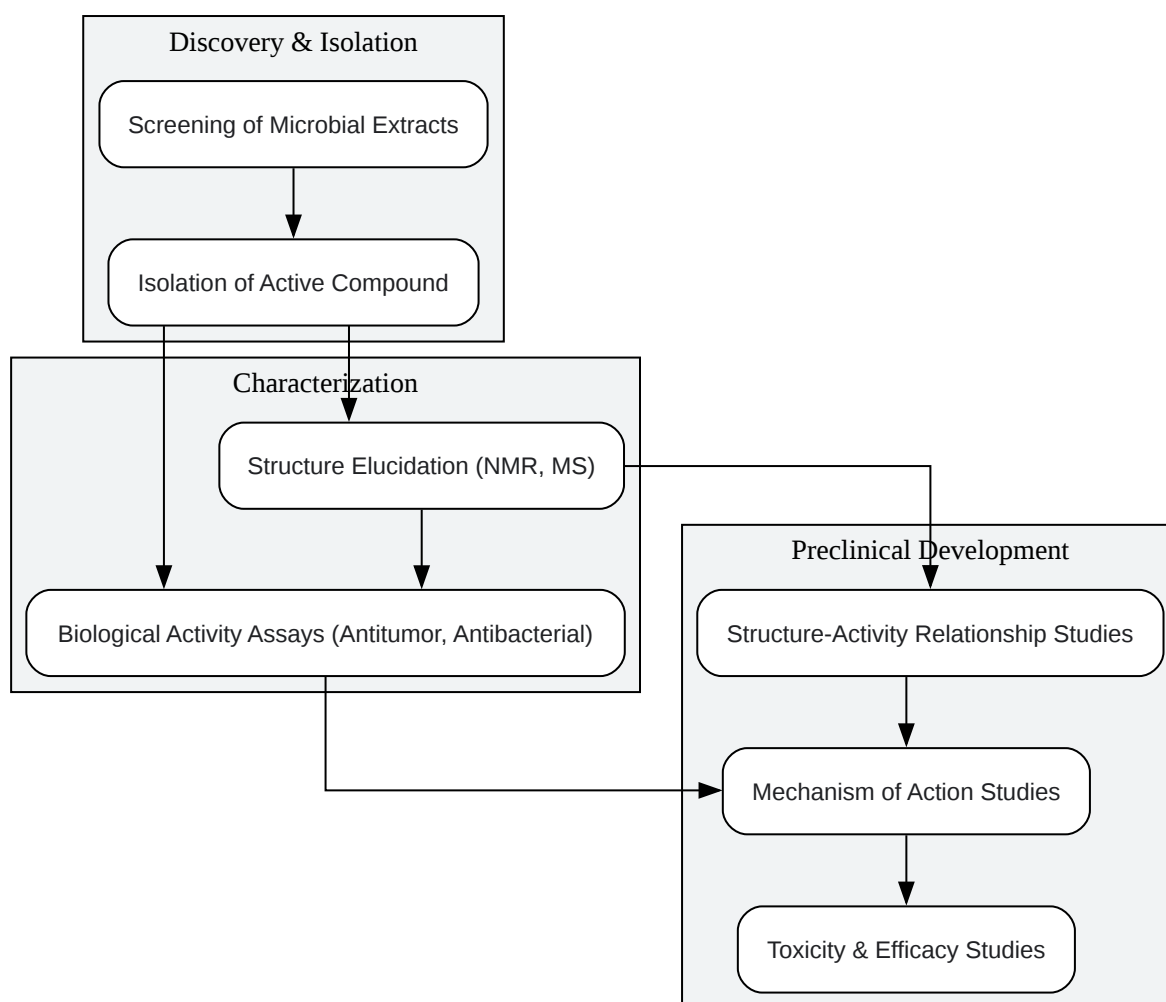 Discovery & Isolation
Screening of Microbial Extracts
Isolation of Active Compound
Characterization
Structure Elucidation (NMR, MS)
Biological Activity Assays (Antitumor, Antibacterial)
Preclinical Development
Structure-Activity Relationship Studies
Mechanism of Action Studies
Toxicity & Efficacy Studies